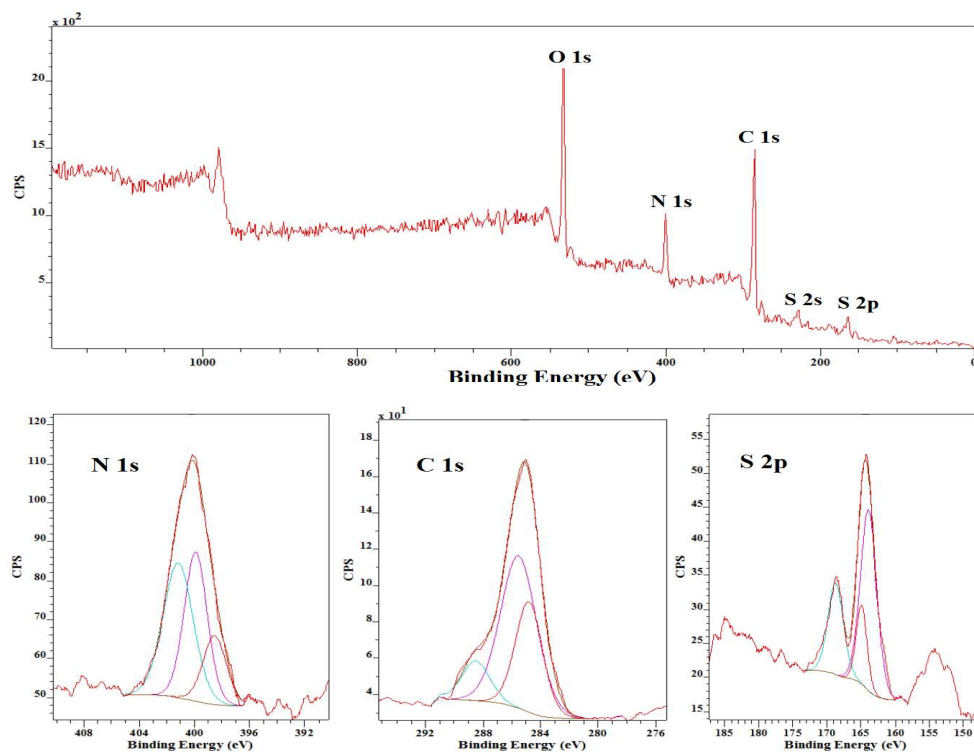 x 10²
O 1s
20
C 1s
15
CPS
N 1s
10
5
S 2s S 2p
1000 800 600 400 200 0
Binding Energy (eV)
120
110
100
90
80
70
60
50
CPS
N 1s
408 404 400 396 392
Binding Energy (eV)
x 10¹
18
16
14
12
10
8
6
4
CPS
C 1s
292 288 284 280 276
Binding Energy (eV)
55
50
45
40
35
30
25
20
15
CPS
S 2p
185 180 175 170 165 160 155 150
Binding Energy (eV)